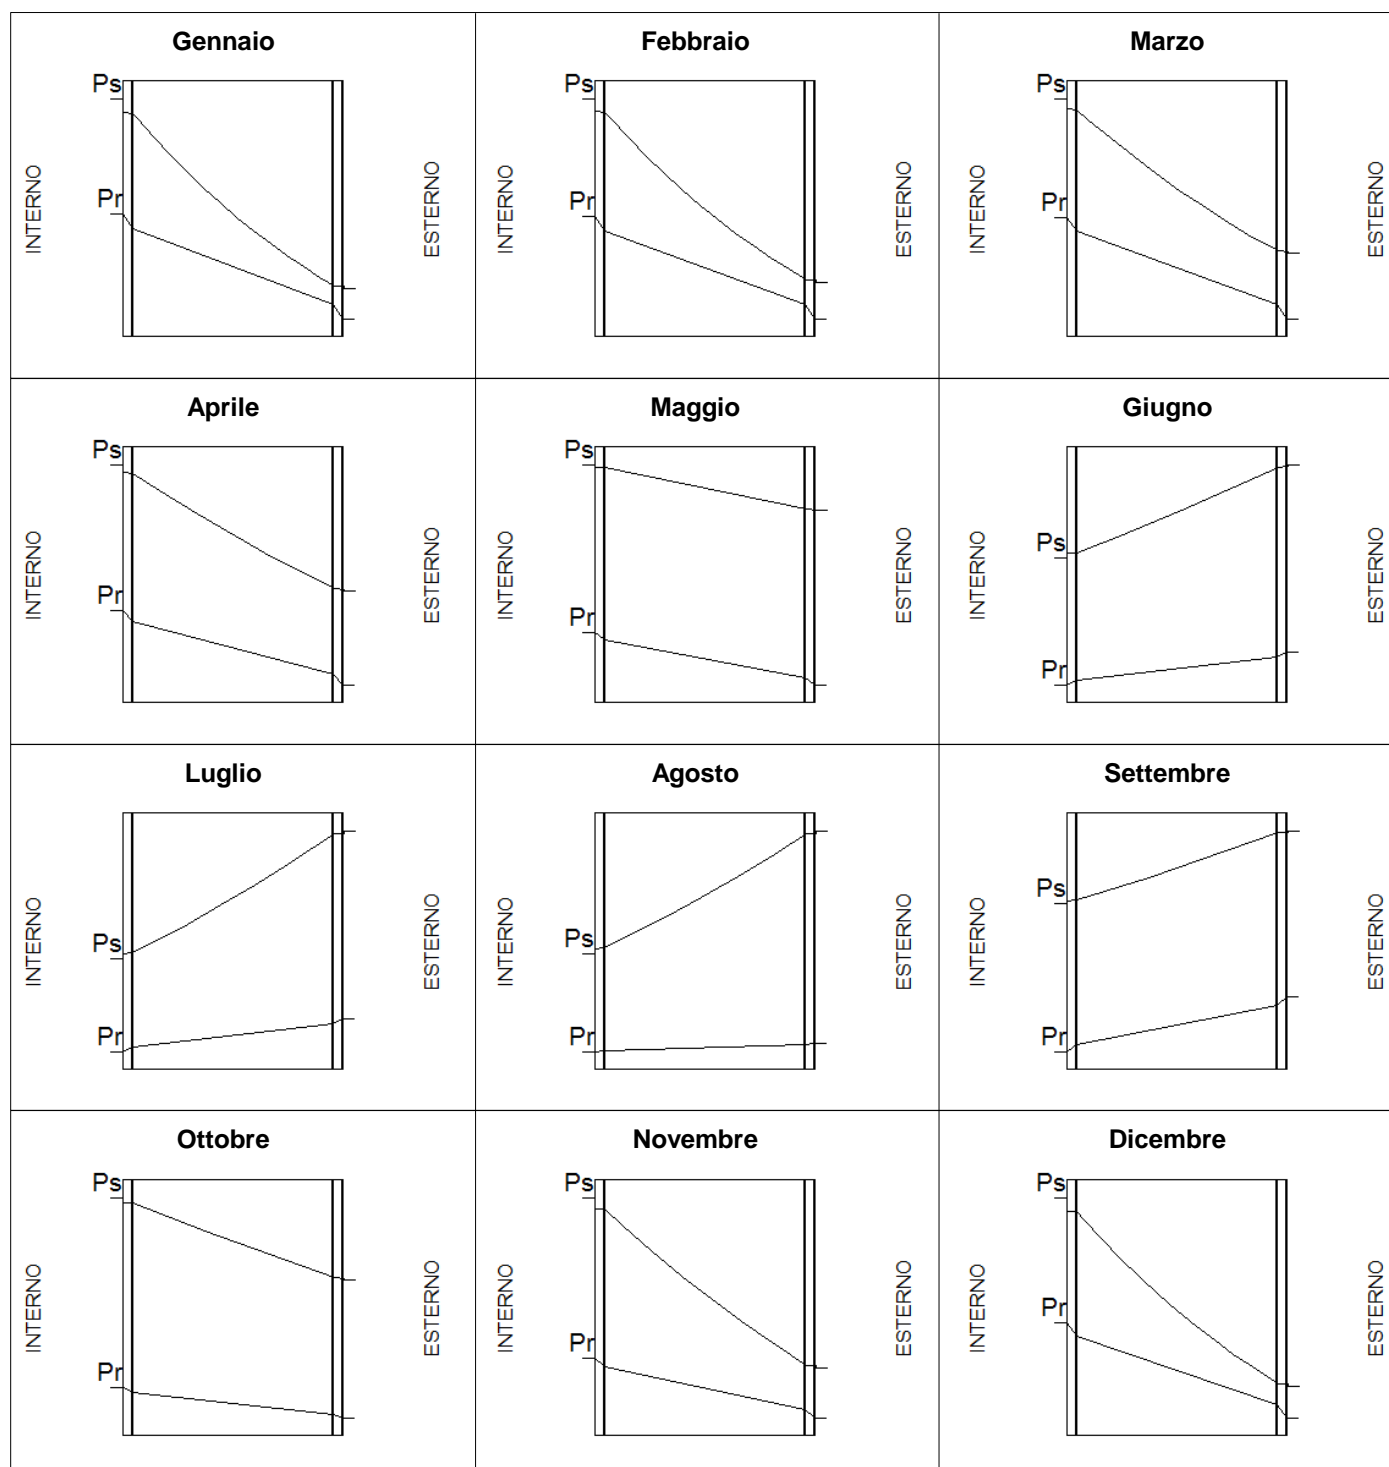 Gennaio
Ps
Pr
INTERNO
ESTERNO
Febbraio
Ps
Pr
INTERNO
ESTERNO
Marzo
Ps
Pr
INTERNO
ESTERNO
Aprile
Ps
Pr
INTERNO
ESTERNO
Maggio
Ps
Pr
INTERNO
ESTERNO
Giugno
Ps
Pr
INTERNO
ESTERNO
Luglio
Ps
Pr
INTERNO
ESTERNO
Agosto
Ps
Pr
INTERNO
ESTERNO
Settembre
Ps
Pr
INTERNO
ESTERNO
Ottobre
Ps
Pr
INTERNO
ESTERNO
Novembre
Ps
Pr
INTERNO
ESTERNO
Dicembre
Ps
Pr
INTERNO
ESTERNO